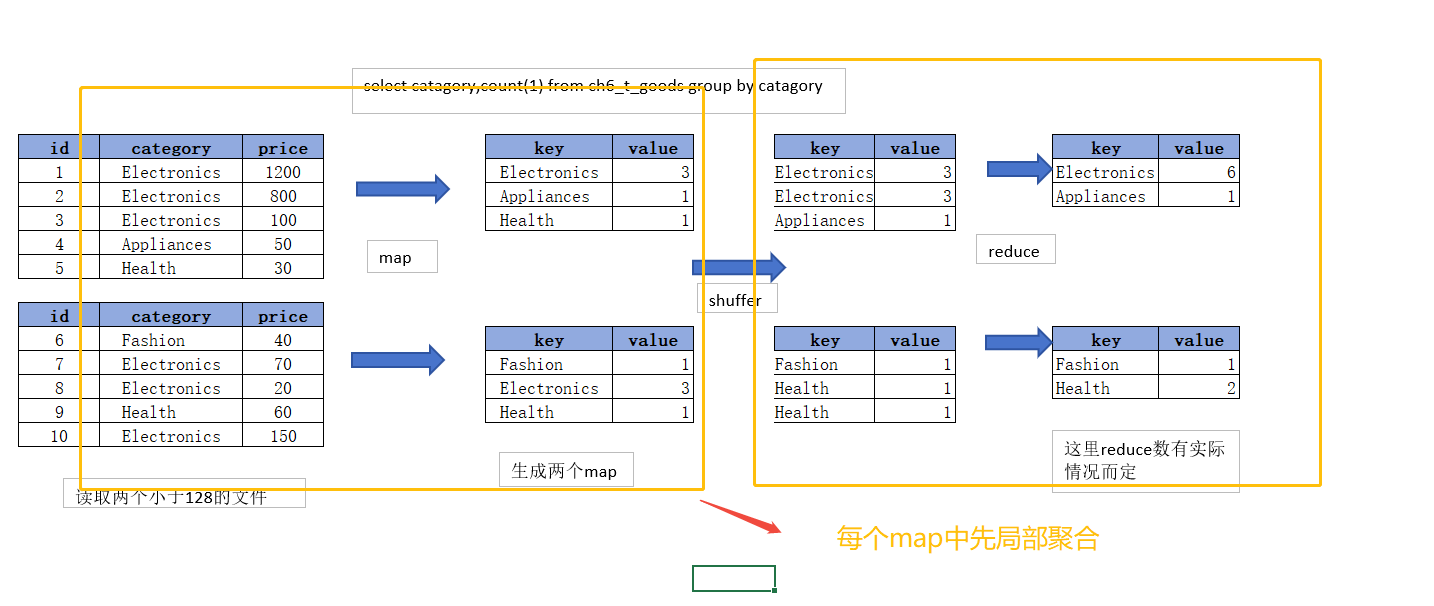 select catagory,count(1) from ch6_t_goods group by catagory
id category price
1 Electronics 1200
2 Electronics 800
3 Electronics 100
4 Appliances 50
5 Health 30
map
key value
Electronics 3
Appliances 1
Health 1
key value
Electronics 3
Electronics 3
Appliances 1
key value
Electronics 6
Appliances 1
reduce
shuffer
id category price
6 Fashion 40
7 Electronics 70
8 Electronics 20
9 Health 60
10 Electronics 150
key value
Fashion 1
Electronics 3
Health 1
key value
Fashion 1
Health 1
Health 1
key value
Fashion 1
Health 2
读取两个小于128的文件
生成两个map
这里reduce数有实际
情况而定
每个map中先局部聚合